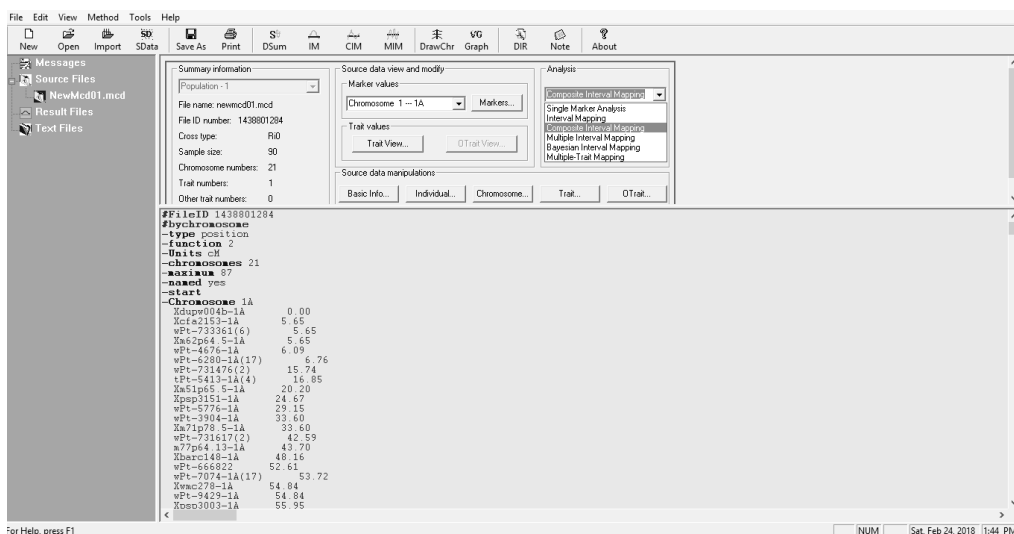 File Edit View Method Tools Help
New Open Import SData Save As Print DSum IM CIM MIM DrawChr Graph DIR Note About
Messages
Source Files
NewMcd01.mcd
Result Files
Text Files
Summary information
Population - 1
File name: newmcd01.mcd
File ID number: 1438801284
Cross type: Ri0
Sample size: 90
Chromosome numbers: 21
Trait numbers: 1
Other trait numbers: 0
Source data view and modify
Marker values
Chromosome 1 --- 1A Markers...
Trait values
Trait View... OTrait View...
Source data manipulations
Basic Info... Individual... Chromosome... Trait... OTrait...
Analysis
Composite Interval Mapping
Single Marker Analysis
Interval Mapping
Composite Interval Mapping
Multiple Interval Mapping
Bayesian Interval Mapping
Multiple-Trait Mapping
#FileID 1438801284
#bychromosome
-type position
-function 2
-Units cM
-chromosomes 21
-maximum 87
-named yes
-start
-Chromosome 1A
Xdupw004b-1A 0.00
Xcfa2153-1A 5.65
wPt-733361(6) 5.65
Xm62p64.5-1A 5.65
wPt-4676-1A 6.09
wPt-6280-1A(17) 6.76
wPt-731476(2) 15.74
tPt-5413-1A(4) 16.85
Xm51p65.5-1A 20.20
Xpsp3151-1A 24.67
wPt-5776-1A 29.15
wPt-3904-1A 33.60
Xm71p78.5-1A 33.60
wPt-731617(2) 42.59
m77p64.13-1A 43.70
Xbarc148-1A 48.16
wPt-666822 52.61
wPt-7074-1A(17) 53.72
Xwmc278-1A 54.84
wPt-9429-1A 54.84
Xpsp3003-1A 55.95
For Help, press F1
NUM Sat, Feb 24, 2018 1:44 PM